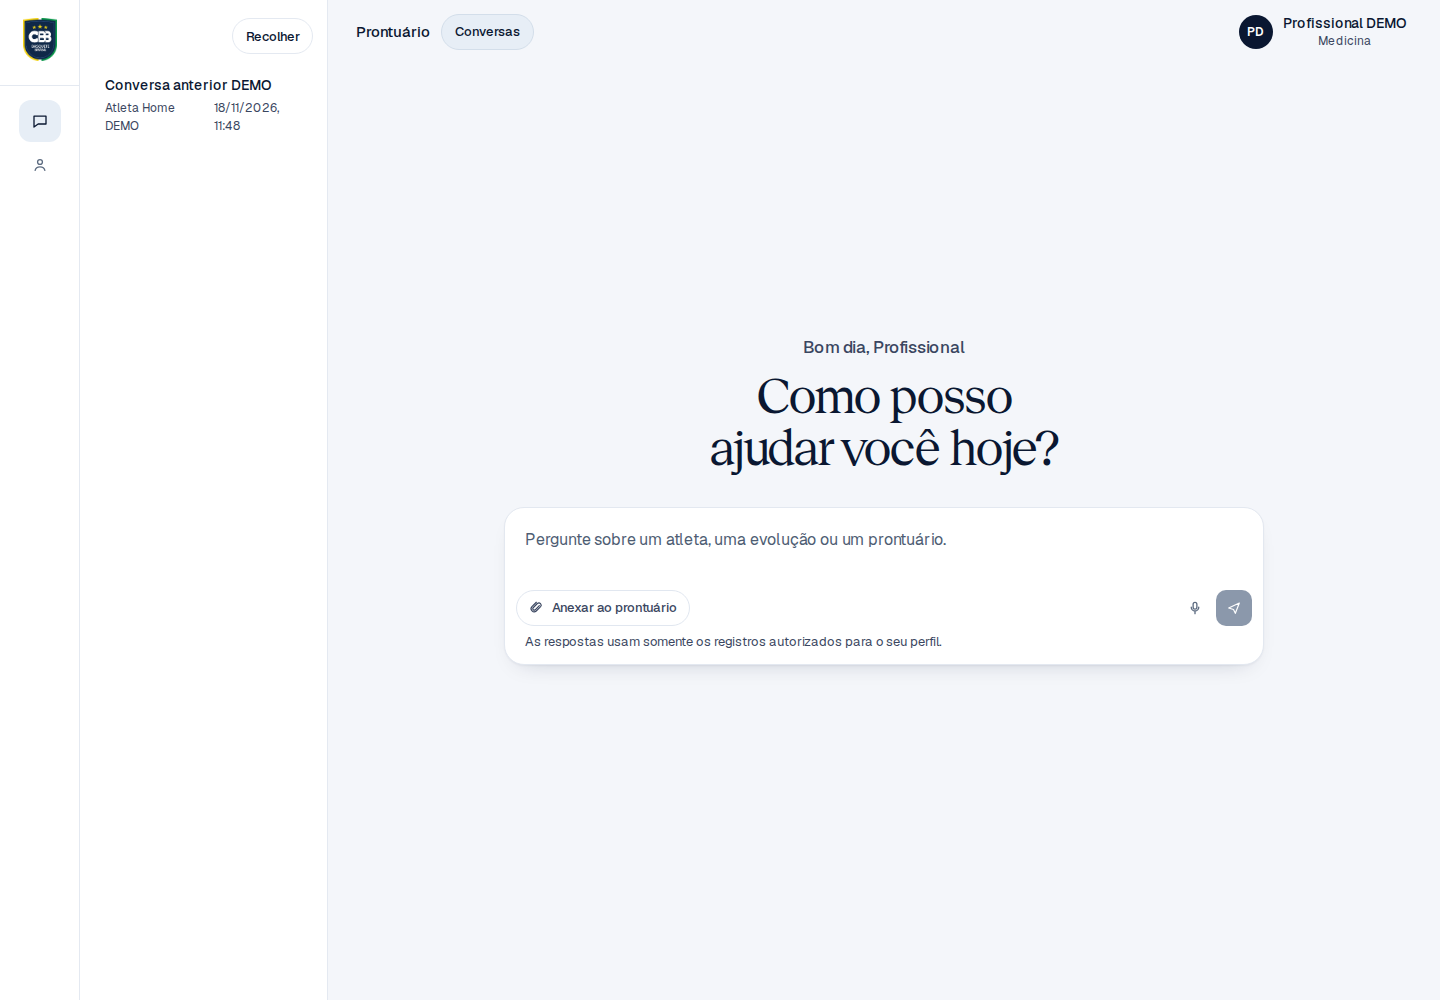 CBB
Recolher
Conversa anterior DEMO
Atleta Home DEMO
18/11/2026, 11:48
Prontuário
Conversas
PD
Profissional DEMO
Medicina
Bom dia, Profissional
Como posso
ajudar você hoje?
Pergunte sobre um atleta, uma evolução ou um prontuário.
Anexar ao prontuário
As respostas usam somente os registros autorizados para o seu perfil.